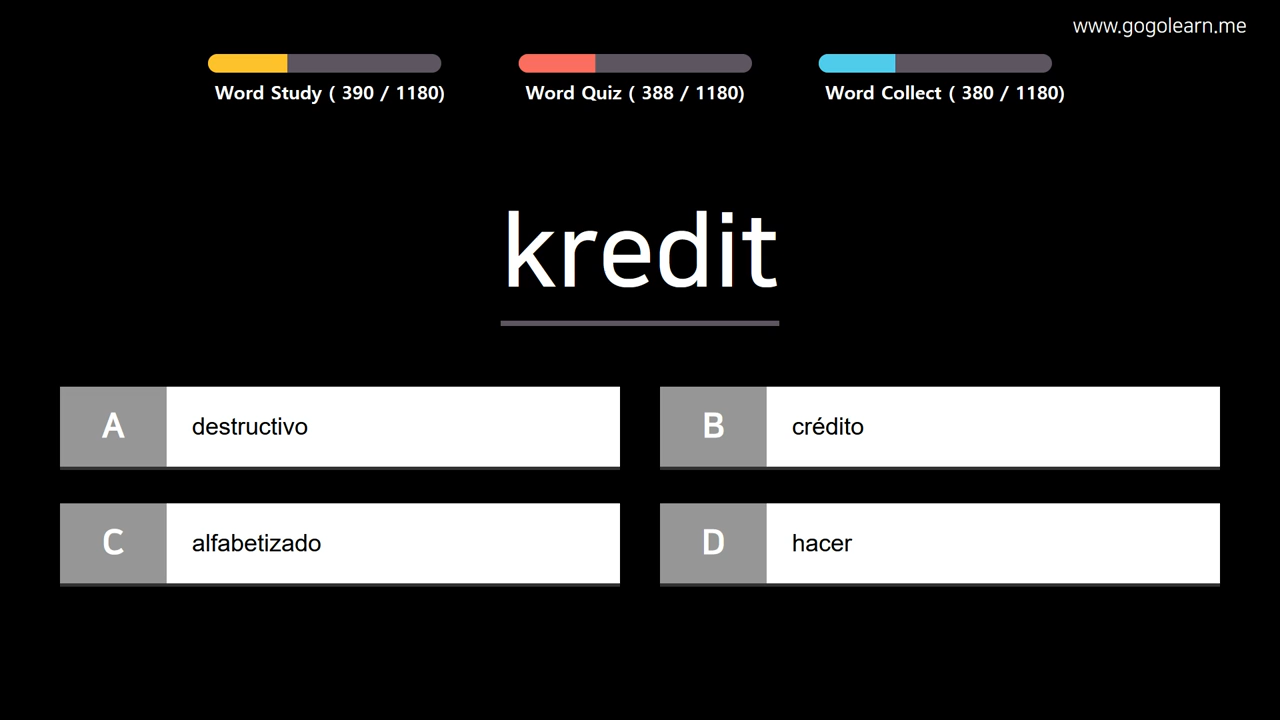 www.gogolearn.me
Word Study ( 390 / 1180)
Word Quiz ( 388 / 1180)
Word Collect ( 380 / 1180)
kredit
A destructivo
B crédito
C alfabetizado
D hacer